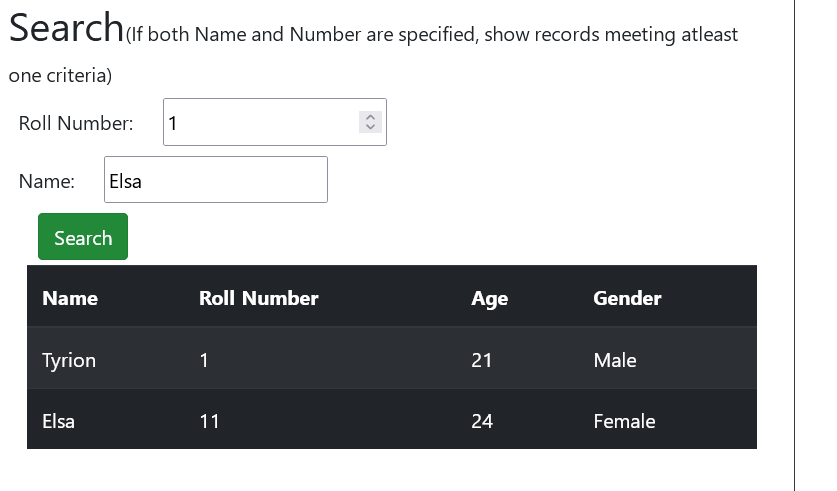 Search(If both Name and Number are specified, show records meeting atleast
one criteria)
Roll Number: 1
Name: Elsa
Search
Name Roll Number Age Gender
Tyrion 1 21 Male
Elsa 11 24 Female